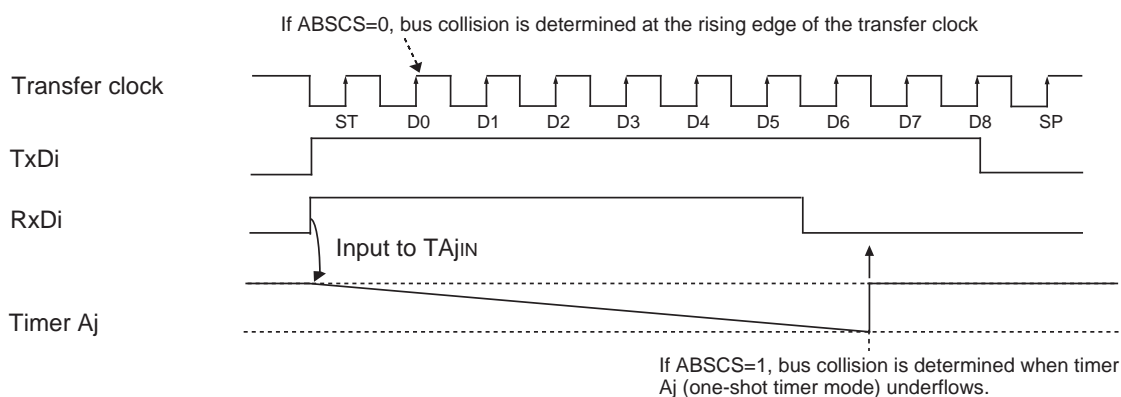 If ABSCS=0, bus collision is determined at the rising edge of the transfer clock
Transfer clock
ST D0 D1 D2 D3 D4 D5 D6 D7 D8 SP
TxDi
RxDi
Input to TAjIN
Timer Aj
If ABSCS=1, bus collision is determined when timer
Aj (one-shot timer mode) underflows.